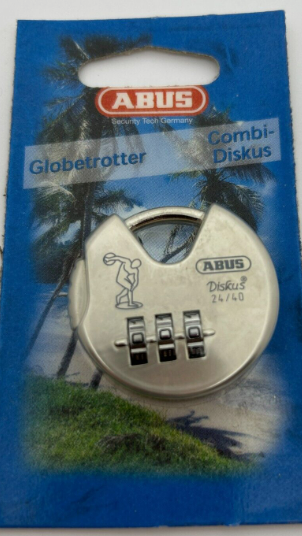 ABUS
Security Tech Germany
Globetrotter
Combi-
Diskus
ABUS
Diskus®
24/40